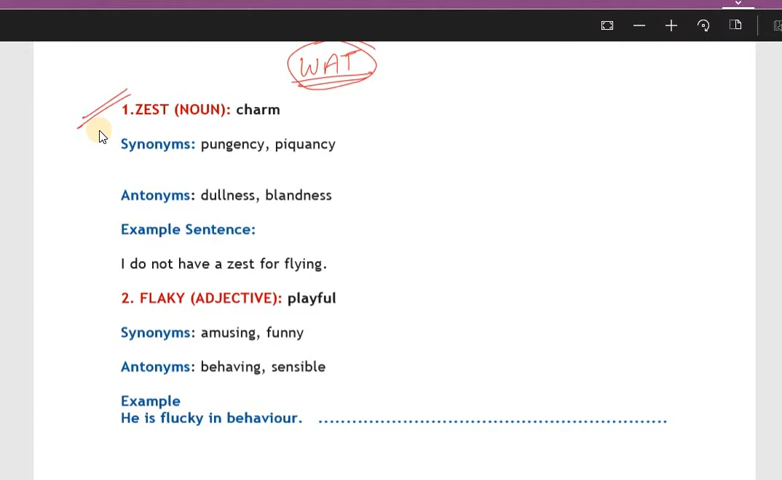 WAT
1.ZEST (NOUN): charm
Synonyms: pungency, piquancy
Antonyms: dullness, blandness
Example Sentence:
I do not have a zest for flying.
2. FLAKY (ADJECTIVE): playful
Synonyms: amusing, funny
Antonyms: behaving, sensible
Example
He is flucky in behaviour. ..............................................................